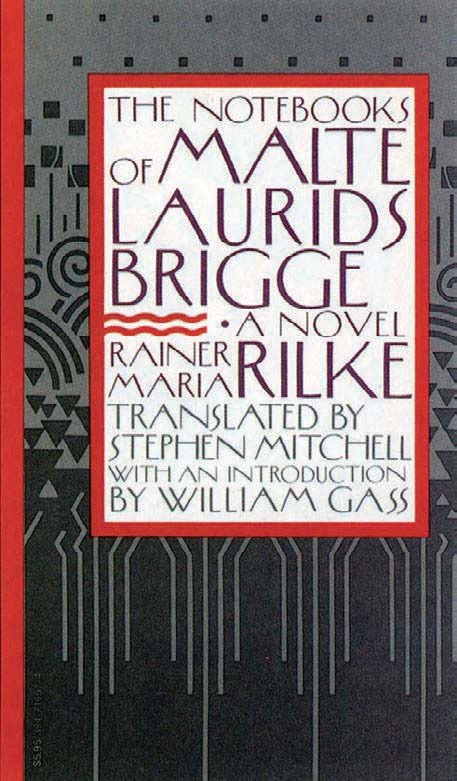 THE NOTEBOOKS
OF MALTE
LAURIDS
BRIGGE
• A NOVEL
RAINER
MARIA RILKE
TRANSLATED BY
STEPHEN MITCHELL
WITH AN INTRODUCTION
BY WILLIAM GASS